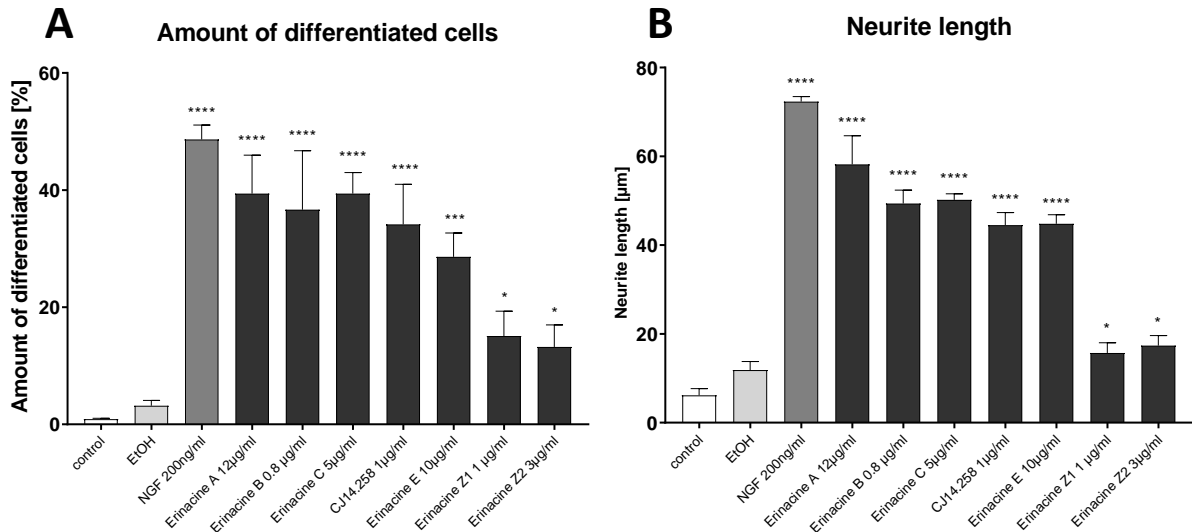 A
Amount of differentiated cells
Amount of differentiated cells [%]
60
40
20
0
****
****
****
****
****
***
*
*
control
EtOH
NGF 200ng/ml
Erinacine A 12µg/ml
Erinacine B 0.8 µg/ml
Erinacine C 5µg/ml
CJ14,258 1µg/ml
Erinacine E 10µg/ml
Erinacine Z1 1 µg/ml
Erinacine Z2 3µg/ml
B
Neurite length
Neurite length [µm]
80
60
40
20
0
****
****
****
****
****
****
*
*
control
EtOH
NGF 200ng/ml
Erinacine A 12µg/ml
Erinacine B 0.8 µg/ml
Erinacine C 5µg/ml
CJ14,258 1µg/ml
Erinacine E 10µg/ml
Erinacine Z1 1 µg/ml
Erinacine Z2 3µg/ml